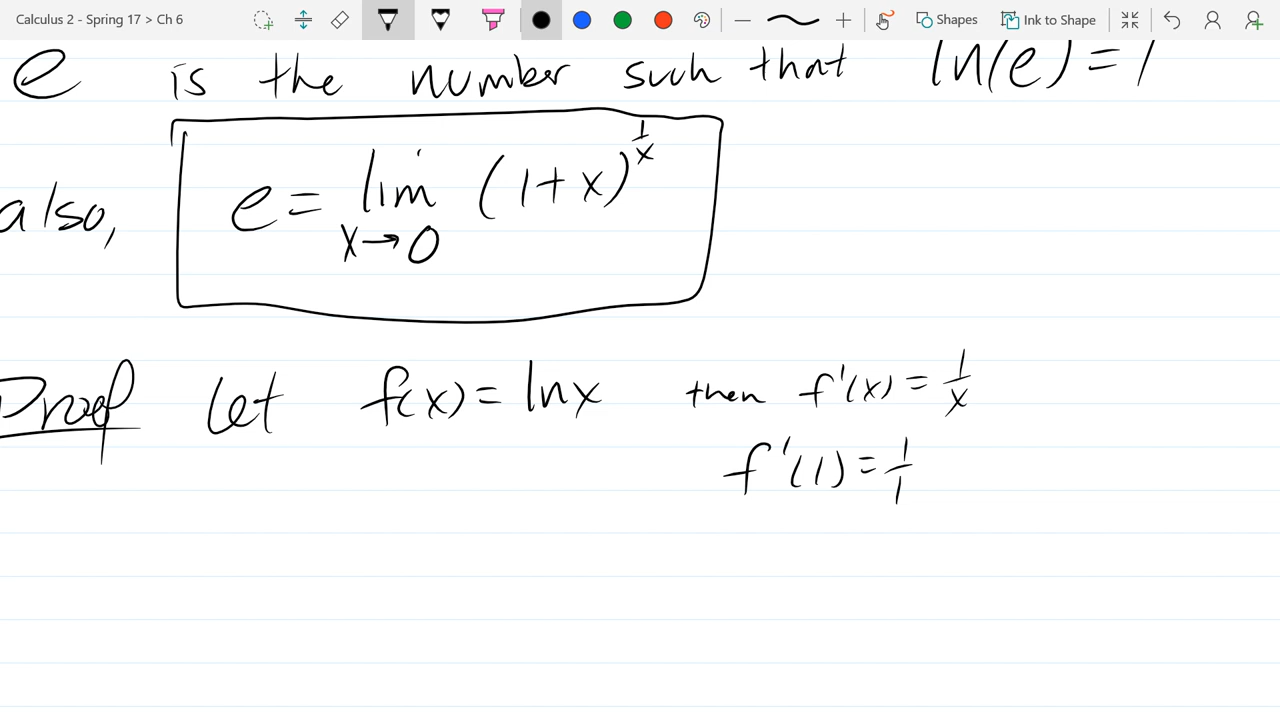 Calculus 2 - Spring 17 > Ch 6
Shapes
Ink to Shape
e is the number such that ln(e) = 1
also, e = lim (1+x)^(1/x)
x→0
Proof Let f(x) = ln x then f'(x) = 1/x
f'(1) = 1/1